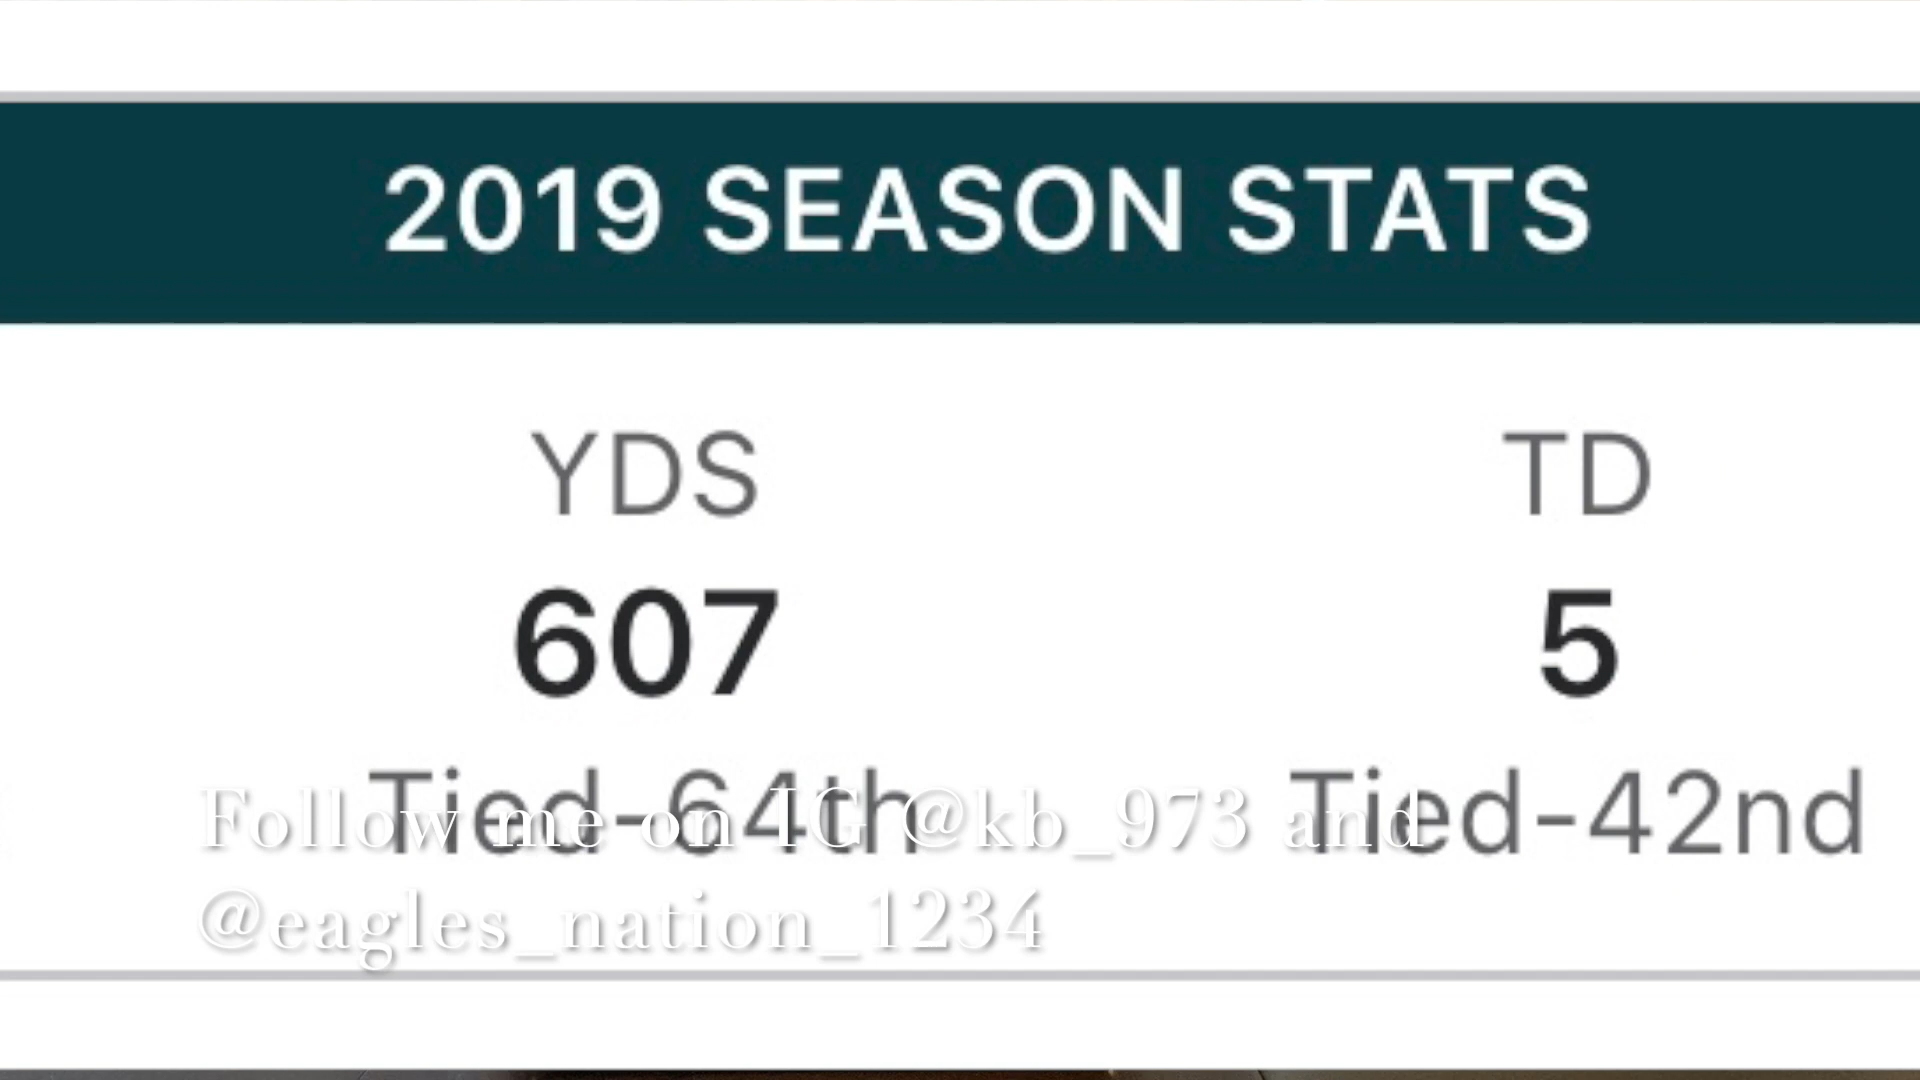 2019 SEASON STATS
YDS TD
607 5
Tied-64th Tied-42nd
Follow me on IG @kb_973 and
@eagles_nation_1234